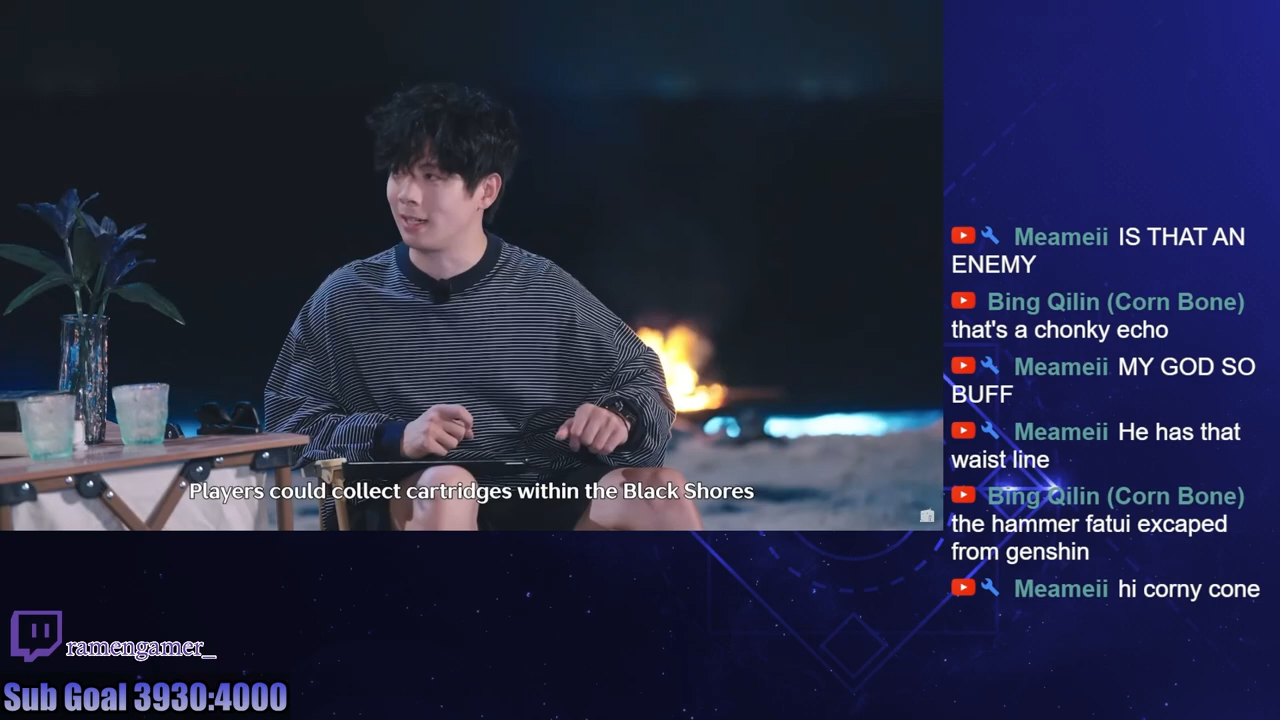 Meameii IS THAT AN
ENEMY
Bing Qilin (Corn Bone)
that's a chonky echo
Meameii MY GOD SO
BUFF
Meameii He has that
waist line
Bing Qilin (Corn Bone)
the hammer fatui excaped
from genshin
Meameii hi corny cone
Players could collect cartridges within the Black Shores
ramengamer_
Sub Goal 3930:4000